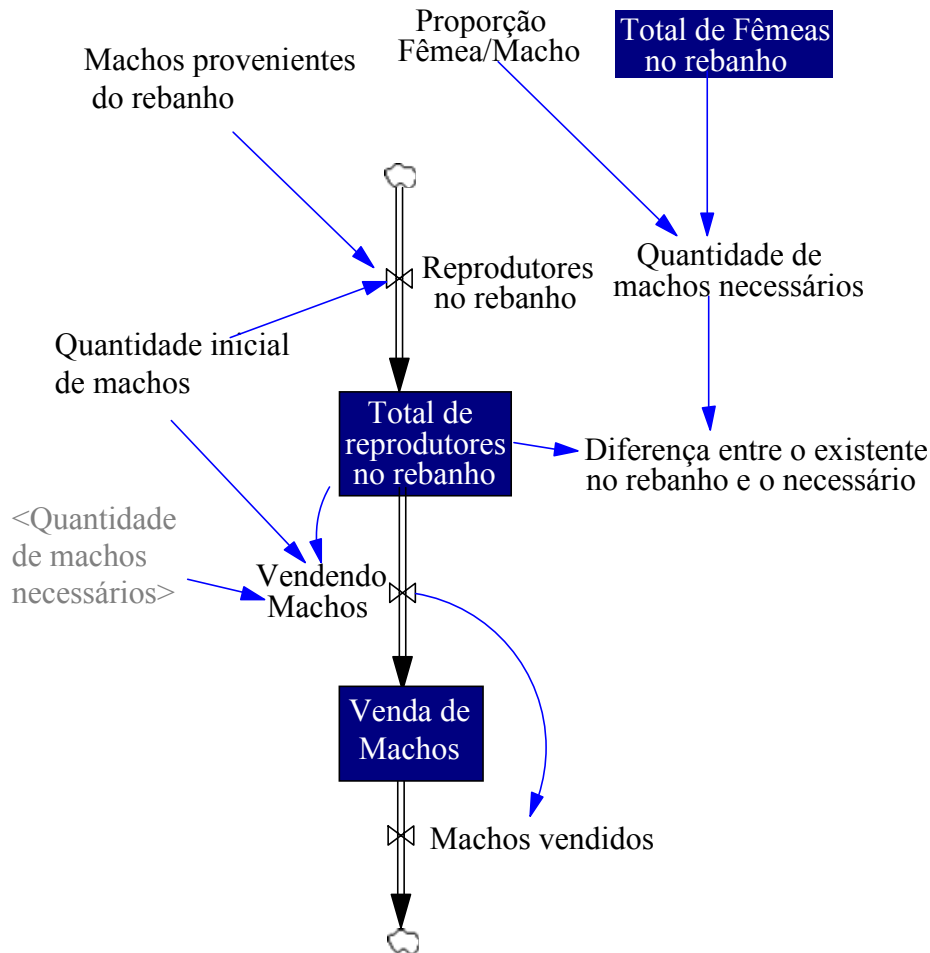 Proporção
Fêmea/Macho
Total de Fêmeas
no rebanho
Machos provenientes
do rebanho
Reprodutores
no rebanho
Quantidade de
machos necessários
Quantidade inicial
de machos
Total de
reprodutores
no rebanho
Diferença entre o existente
no rebanho e o necessário
<Quantidade
de machos
necessários>
Vendendo
Machos
Venda de
Machos
Machos vendidos